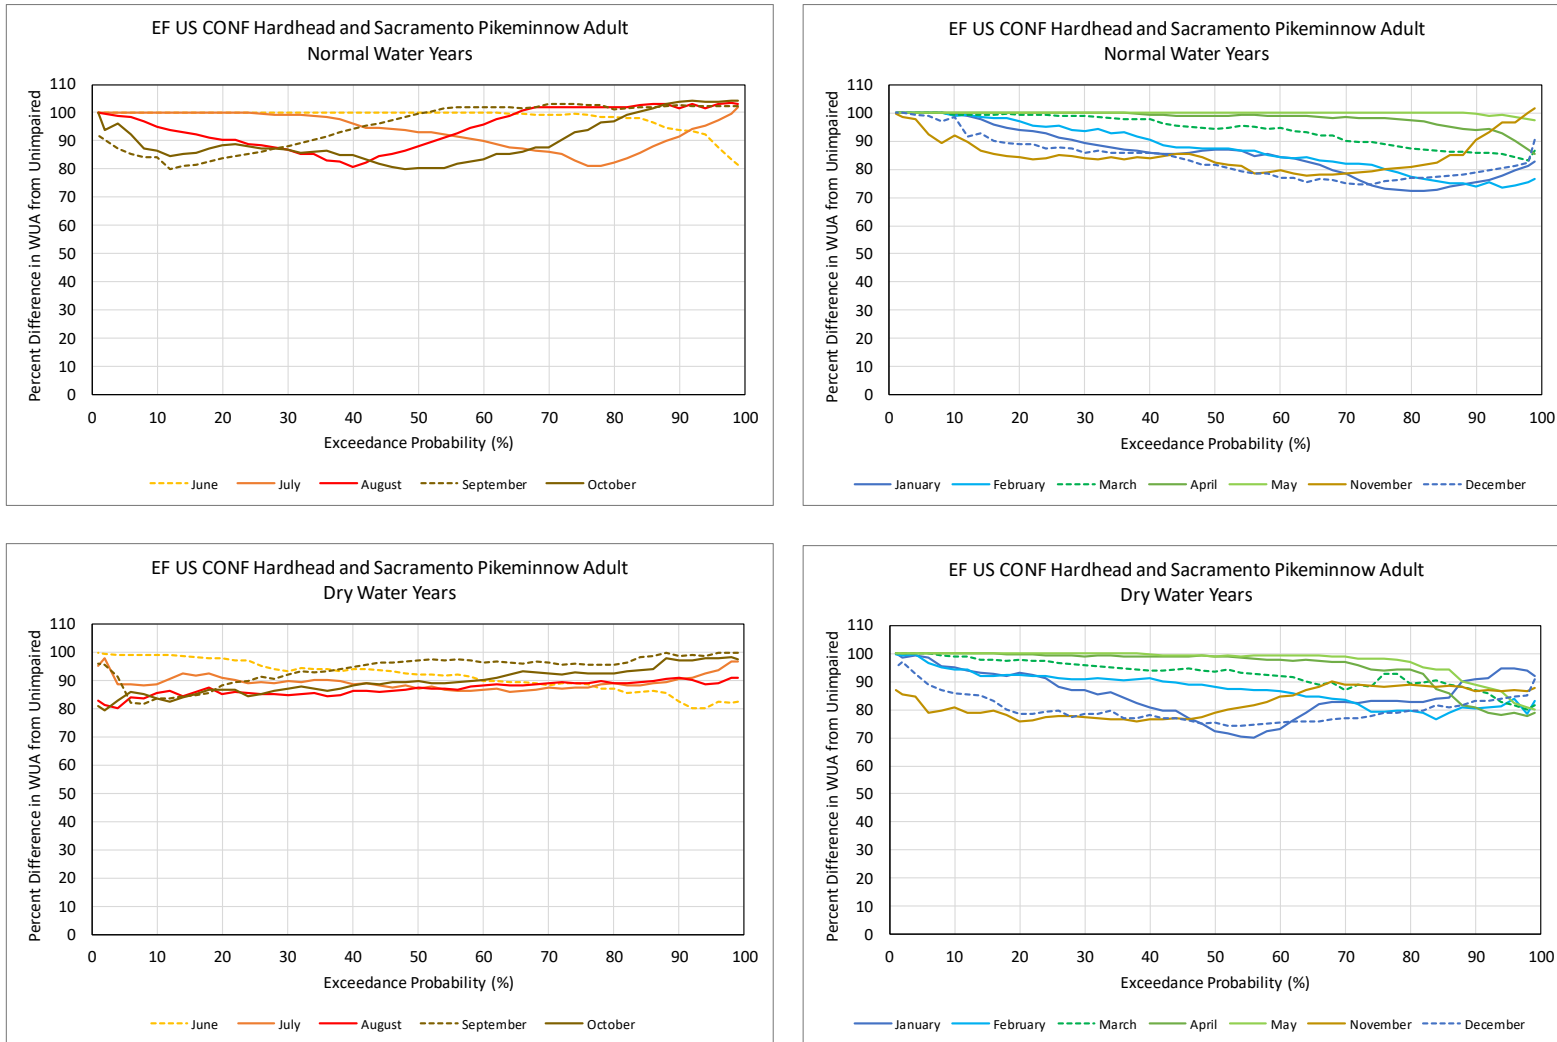 EF US CONF Hardhead and Sacramento Pikeminnow Adult
Normal Water Years
Percent Difference in WUA from Unimpaired
110
100
90
80
70
60
50
40
30
20
10
0
0 10 20 30 40 50 60 70 80 90 100
Exceedance Probability (%)
June July August September October
EF US CONF Hardhead and Sacramento Pikeminnow Adult
Normal Water Years
Percent Difference in WUA from Unimpaired
110
100
90
80
70
60
50
40
30
20
10
0
0 10 20 30 40 50 60 70 80 90 100
Exceedance Probability (%)
January February March April May November December
EF US CONF Hardhead and Sacramento Pikeminnow Adult
Dry Water Years
Percent Difference in WUA from Unimpaired
110
100
90
80
70
60
50
40
30
20
10
0
0 10 20 30 40 50 60 70 80 90 100
Exceedance Probability (%)
June July August September October
EF US CONF Hardhead and Sacramento Pikeminnow Adult
Dry Water Years
Percent Difference in WUA from Unimpaired
110
100
90
80
70
60
50
40
30
20
10
0
0 10 20 30 40 50 60 70 80 90 100
Exceedance Probability (%)
January February March April May November December